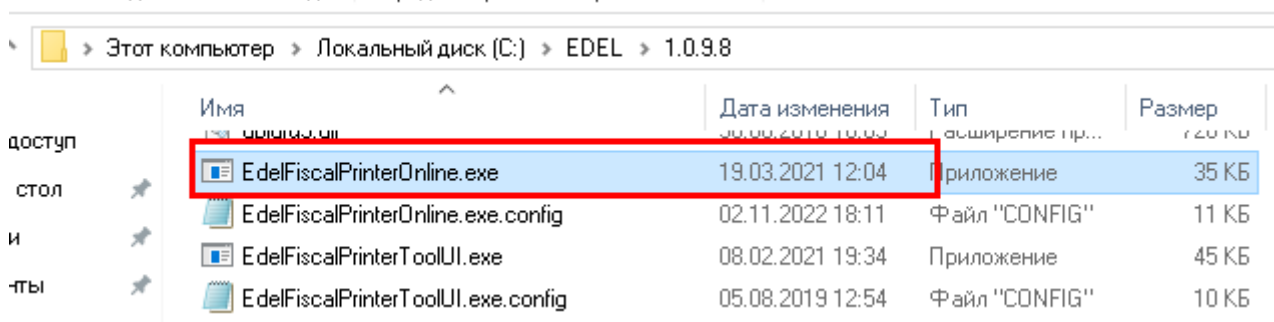 Этот компьютер > Локальный диск (C:) > EDEL > 1.0.9.8
Имя Дата изменения Тип Размер
доступ
EdelFiscalPrinterOnline.exe 19.03.2021 12:04 Приложение 35 КБ
стол
EdelFiscalPrinterOnline.exe.config 02.11.2022 18:11 Файл "CONFIG" 11 КБ
и
EdelFiscalPrinterToolUI.exe 08.02.2021 19:34 Приложение 45 КБ
нты
EdelFiscalPrinterToolUI.exe.config 05.08.2019 12:54 Файл "CONFIG" 10 КБ